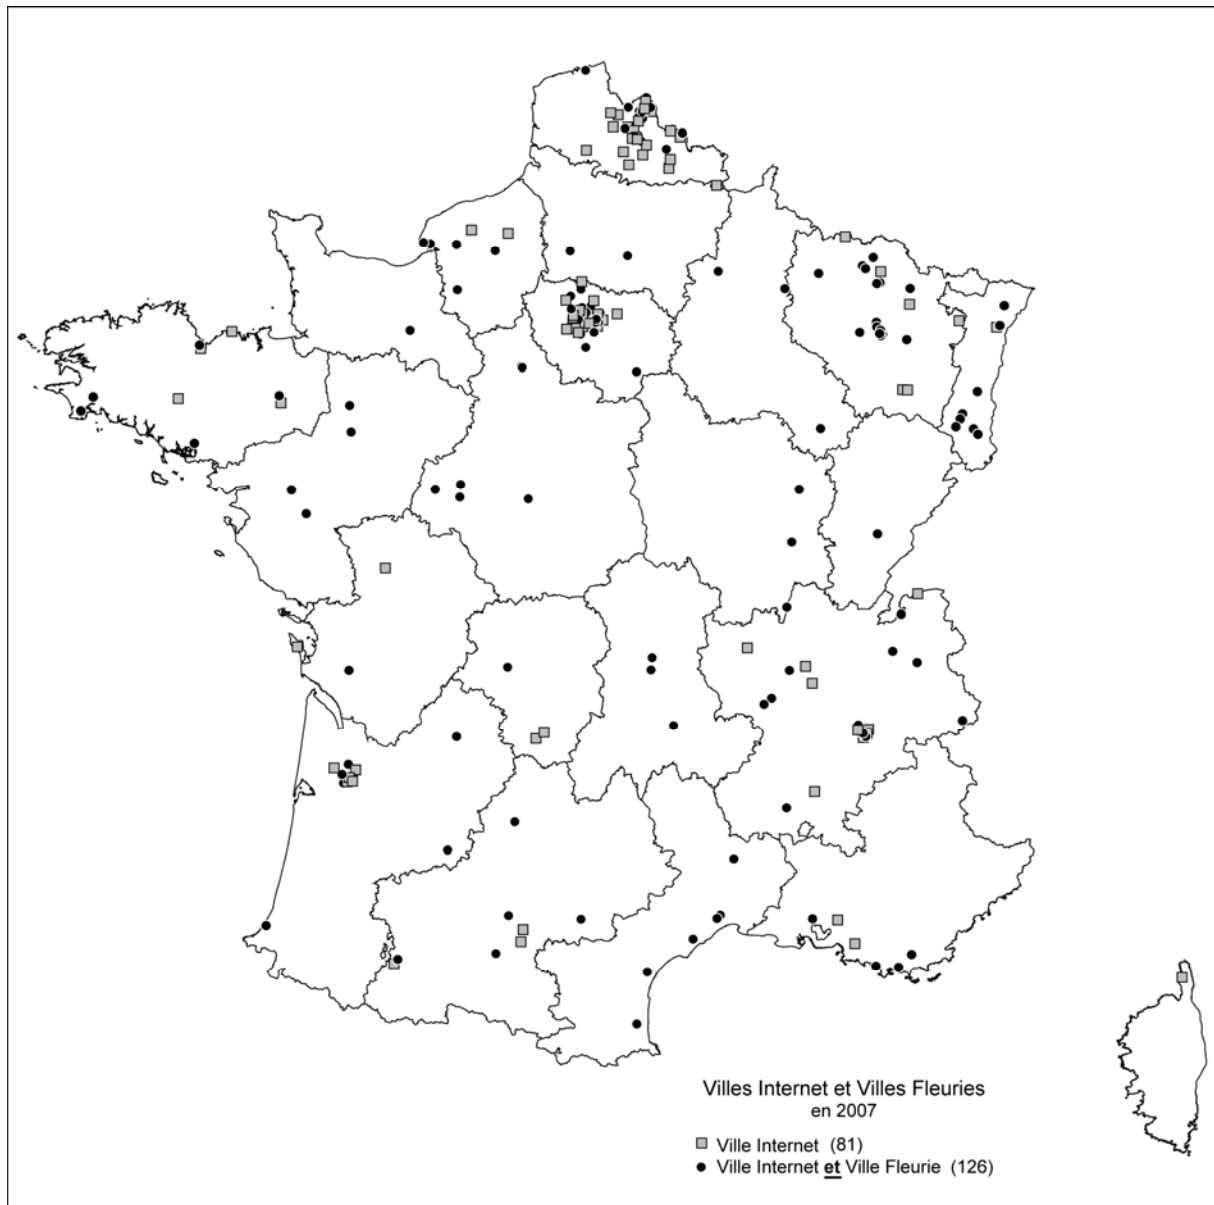 Villes Internet et Villes Fleuries
en 2007
Ville Internet (81)
Ville Internet et Ville Fleurie (126)